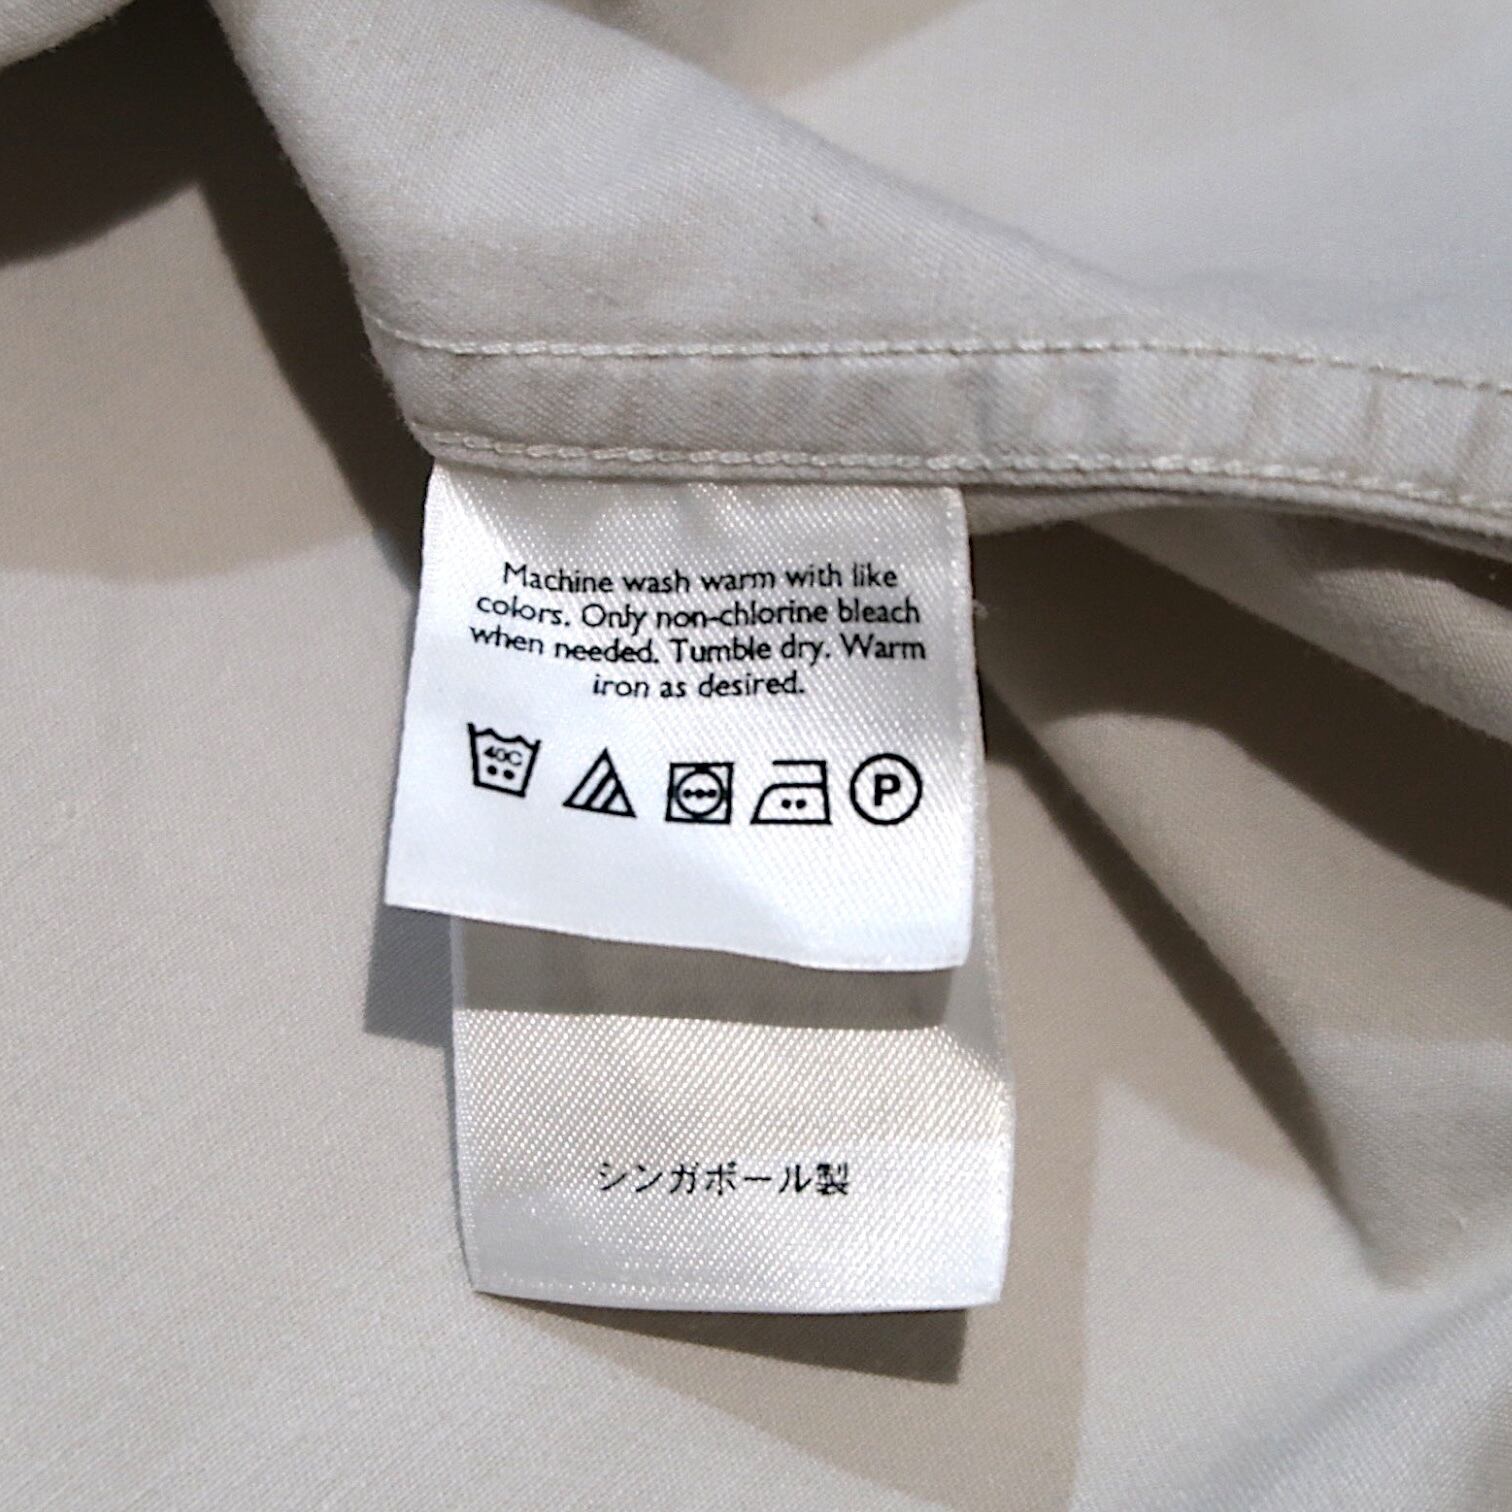 Machine wash warm with like
colors. Only non-chlorine bleach
when needed. Tumble dry. Warm
iron as desired.
40C
P
シンガポール製